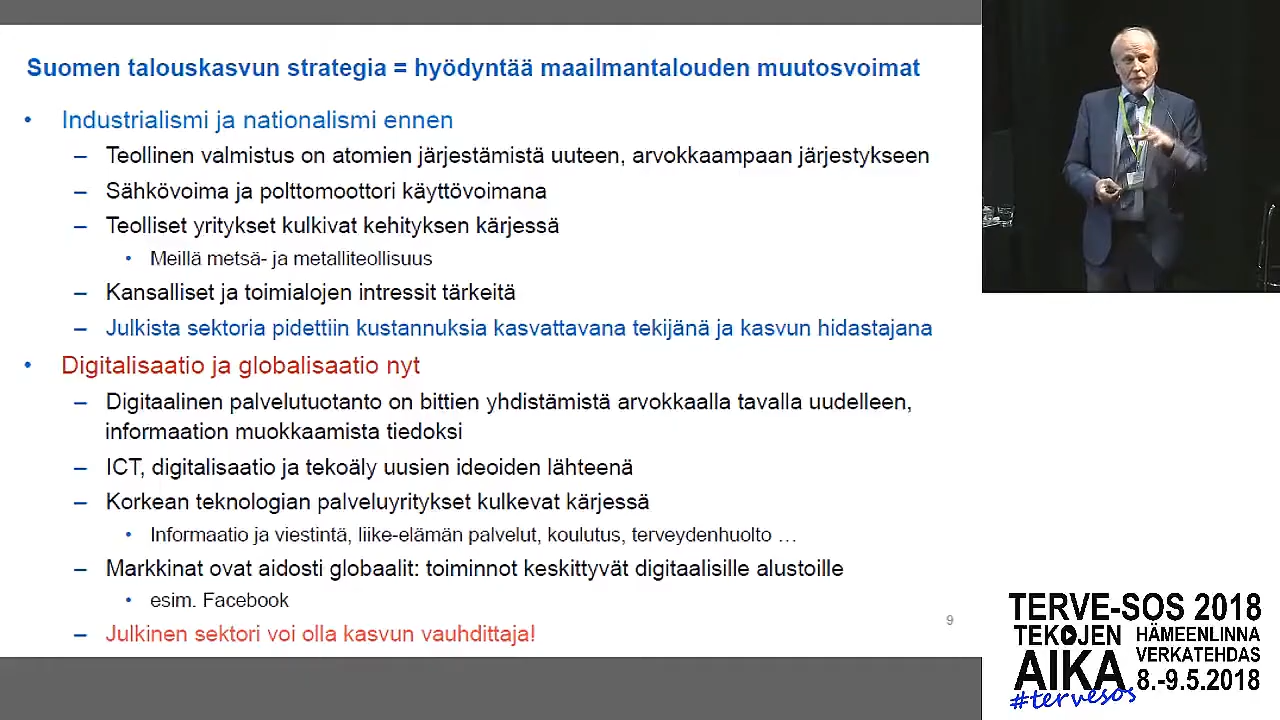 Suomen talouskasvun strategia = hyödyntää maailmantalouden muutosvoimat
• Industrialismi ja nationalismi ennen
– Teollinen valmistus on atomien järjestämistä uuteen, arvokkaampaan järjestykseen
– Sähkövoima ja polttomoottori käyttövoimana
– Teolliset yritykset kulkivat kehityksen kärjessä
• Meillä metsä- ja metalliteollisuus
– Kansalliset ja toimialojen intressit tärkeitä
– Julkista sektoria pidettiin kustannuksia kasvattavana tekijänä ja kasvun hidastajana
• Digitalisaatio ja globalisaatio nyt
– Digitaalinen palvelutuotanto on bittien yhdistämistä arvokkaalla tavalla uudelleen,
informaation muokkaamista tiedoksi
– ICT, digitalisaatio ja tekoäly uusien ideoiden lähteenä
– Korkean teknologian palveluyritykset kulkevat kärjessä
• Informaatio ja viestintä, liike-elämän palvelut, koulutus, terveydenhuolto …
– Markkinat ovat aidosti globaalit: toiminnot keskittyvät digitaalisille alustoille
• esim. Facebook
– Julkinen sektori voi olla kasvun vauhdittaja!
9
TERVE-SOS 2018
TEKOJEN
AIKA
HÄMEENLINNA
VERKATEHDAS
8.-9.5.2018
#tervesos